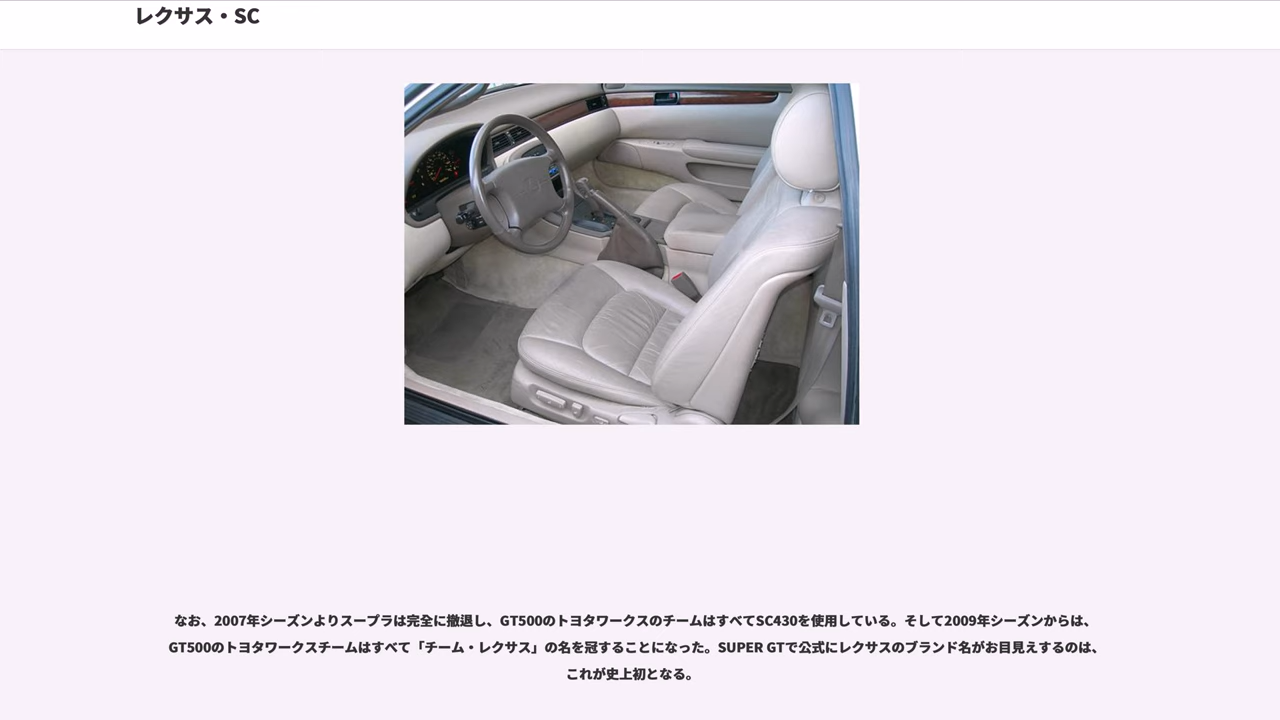 レクサス・SC
なお、2007年シーズンよりスープラは完全に撤退し、GT500のトヨタワークスのチームはすべてSC430を使用している。そして2009年シーズンからは、
GT500のトヨタワークスチームはすべて「チーム・レクサス」の名を冠することになった。SUPER GTで公式にレクサスのブランド名がお目見えするのは、
これが史上初となる。